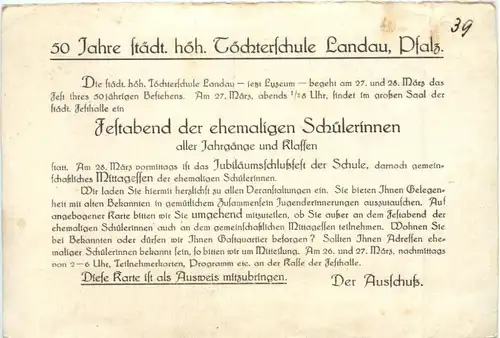 39
50 Jahre städt. höh. Töchterschule Landau, Pfalz.
Die städt. höh. Töchterschule Landau – jetzt Lyzeum – begeht am 27. und 28. März das
Fest ihres 50jährigen Bestehens. Am 27. März, abends 1/28 Uhr, findet im großen Saal der
städt. Festhalle ein
Festabend der ehemaligen Schülerinnen
aller Jahrgänge und Klassen
statt. Am 28. März vormittags ist das Jubiläumsschlußfest der Schule, darnach gemein-
schaftliches Mittagessen der ehemaligen Schülerinnen.
Wir laden Sie hiermit herzlichst zu allen Veranstaltungen ein. Sie bieten Ihnen Gelegen-
heit mit alten Bekannten in gemütlichem Zusammensein Jugenderinnerungen auszutauschen. Auf
angebogener Karte bitten wir Sie umgehend mitzuteilen, ob Sie außer an dem Festabend der
ehemaligen Schülerinnen auch an dem gemeinschaftlichen Mittagessen teilnehmen. Wohnen Sie
bei Bekannten oder dürfen wir Ihnen Gastquartier besorgen? Sollten Ihnen Adressen ehe-
maliger Schülerinnen bekannt sein, so bitten wir um Mitteilung. Am 26. und 27. März, nachmittags
von 2–6 Uhr, Teilnehmerkarten, Programm etc. an der Kasse der Festhalle.
Diese Karte ist als Ausweis mitzubringen. Der Ausschuß.